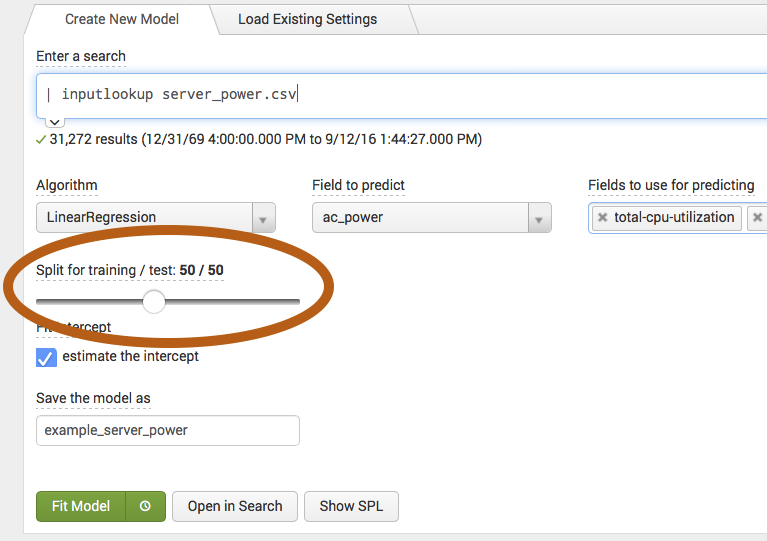 Create New Model
Load Existing Settings
Enter a search
| inputlookup server_power.csv
31,272 results (12/31/69 4:00:00.000 PM to 9/12/16 1:44:27.000 PM)
Algorithm
Field to predict
Fields to use for predicting
LinearRegression
ac_power
total-cpu-utilization
Split for training / test: 50 / 50
Fit intercept
estimate the intercept
Save the model as
example_server_power
Fit Model
Open in Search
Show SPL